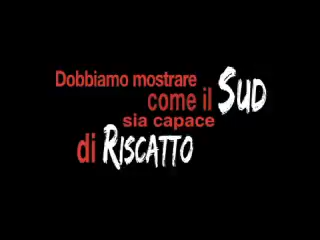 Dobbiamo mostrare
come il SUD
sia capace
di RISCATTO